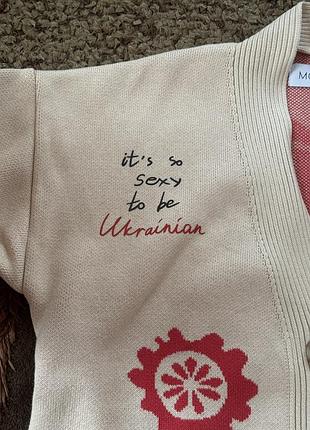 it's so
sexy
to be
Ukrainian